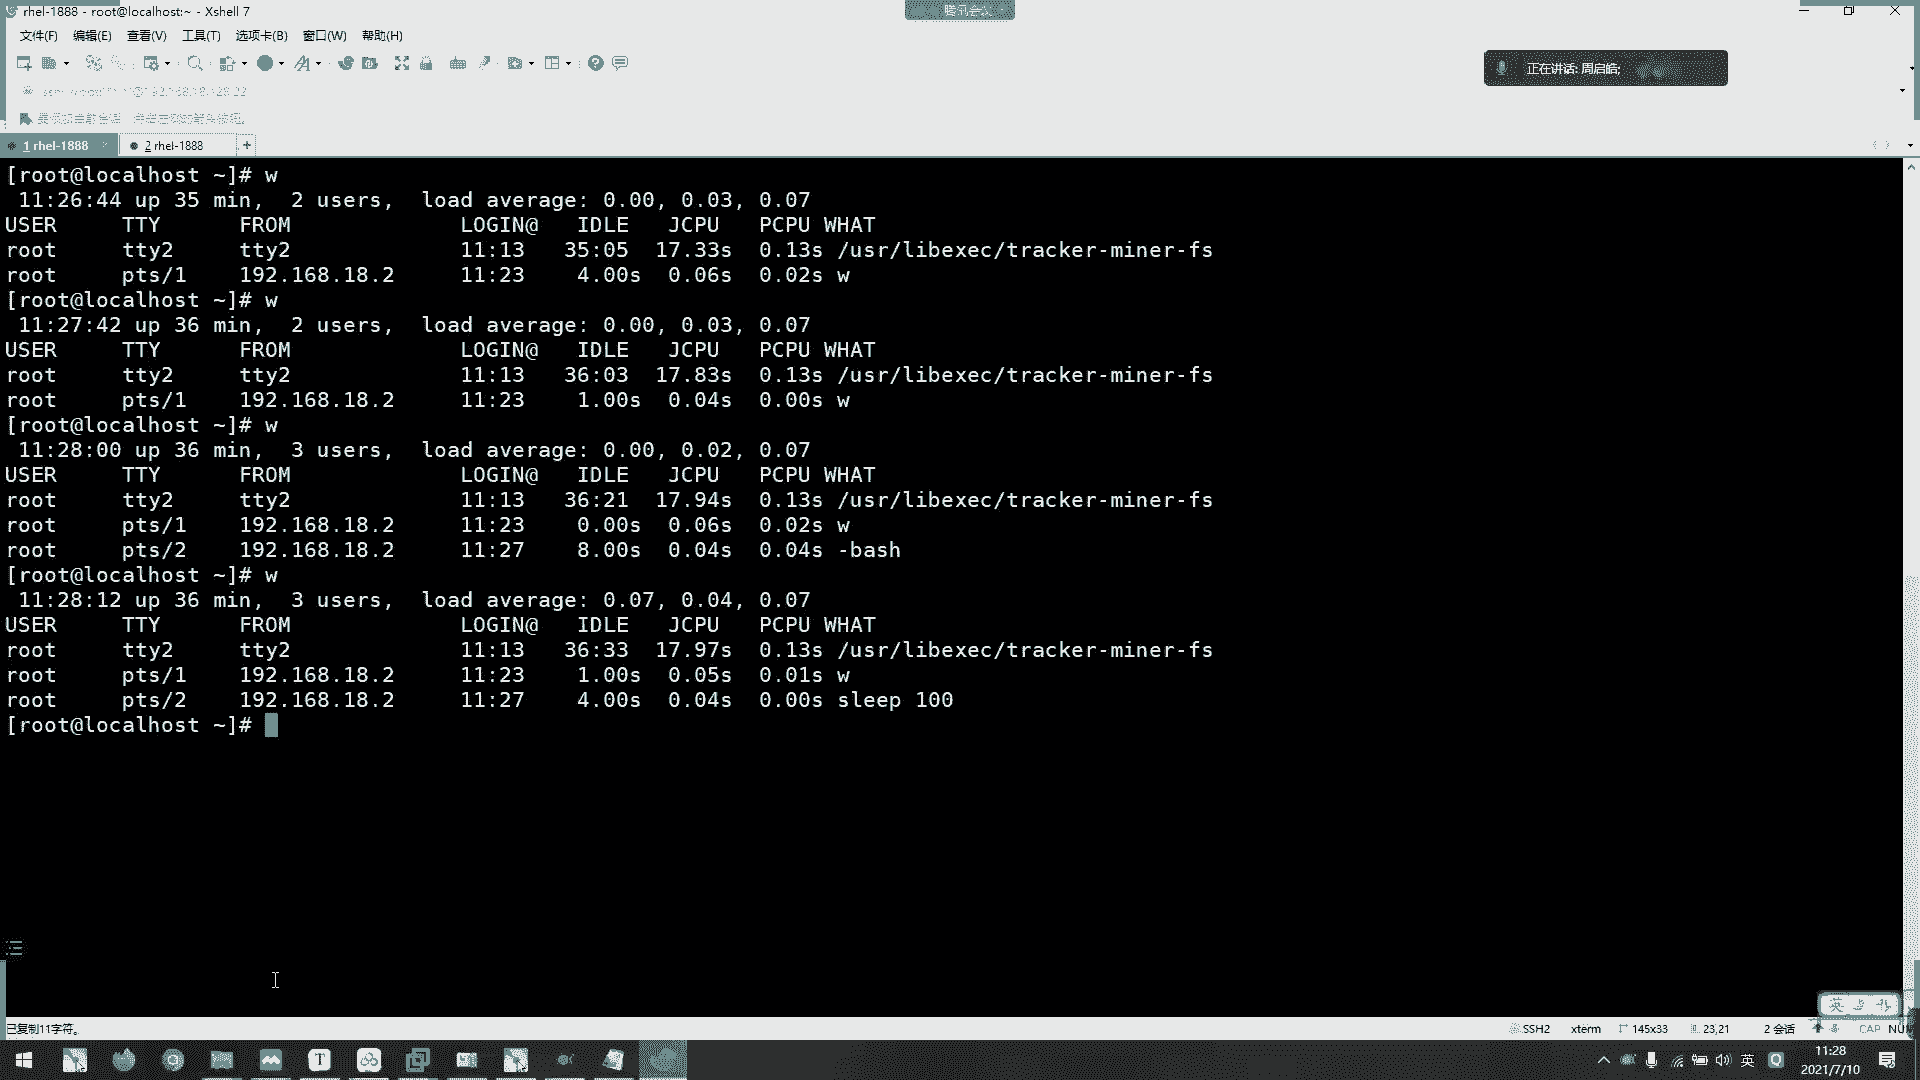 rhel-1888 - root@localhost:~ - Xshell 7
腾讯会议
文件(F) 编辑(E) 查看(V) 工具(T) 选项卡(B) 窗口(W) 帮助(H)
正在讲话: 周启皓;
1 rhel-1888
2 rhel-1888
[root@localhost ~]# w
11:26:44 up 35 min, 2 users, load average: 0.00, 0.03, 0.07
USER TTY FROM LOGIN@ IDLE JCPU PCPU WHAT
root tty2 tty2 11:13 35:05 17.33s 0.13s /usr/libexec/tracker-miner-fs
root pts/1 192.168.18.2 11:23 4.00s 0.06s 0.02s w
[root@localhost ~]# w
11:27:42 up 36 min, 2 users, load average: 0.00, 0.03, 0.07
USER TTY FROM LOGIN@ IDLE JCPU PCPU WHAT
root tty2 tty2 11:13 36:03 17.83s 0.13s /usr/libexec/tracker-miner-fs
root pts/1 192.168.18.2 11:23 1.00s 0.04s 0.00s w
[root@localhost ~]# w
11:28:00 up 36 min, 3 users, load average: 0.00, 0.02, 0.07
USER TTY FROM LOGIN@ IDLE JCPU PCPU WHAT
root tty2 tty2 11:13 36:21 17.94s 0.13s /usr/libexec/tracker-miner-fs
root pts/1 192.168.18.2 11:23 0.00s 0.06s 0.02s w
root pts/2 192.168.18.2 11:27 8.00s 0.04s 0.04s -bash
[root@localhost ~]# w
11:28:12 up 36 min, 3 users, load average: 0.07, 0.04, 0.07
USER TTY FROM LOGIN@ IDLE JCPU PCPU WHAT
root tty2 tty2 11:13 36:33 17.97s 0.13s /usr/libexec/tracker-miner-fs
root pts/1 192.168.18.2 11:23 1.00s 0.05s 0.01s w
root pts/2 192.168.18.2 11:27 4.00s 0.04s 0.00s sleep 100
[root@localhost ~]#
英
已复制11字符。 SSH2 xterm 145x33 23,21 2 会话 CAP NUM
英
11:28
2021/7/10